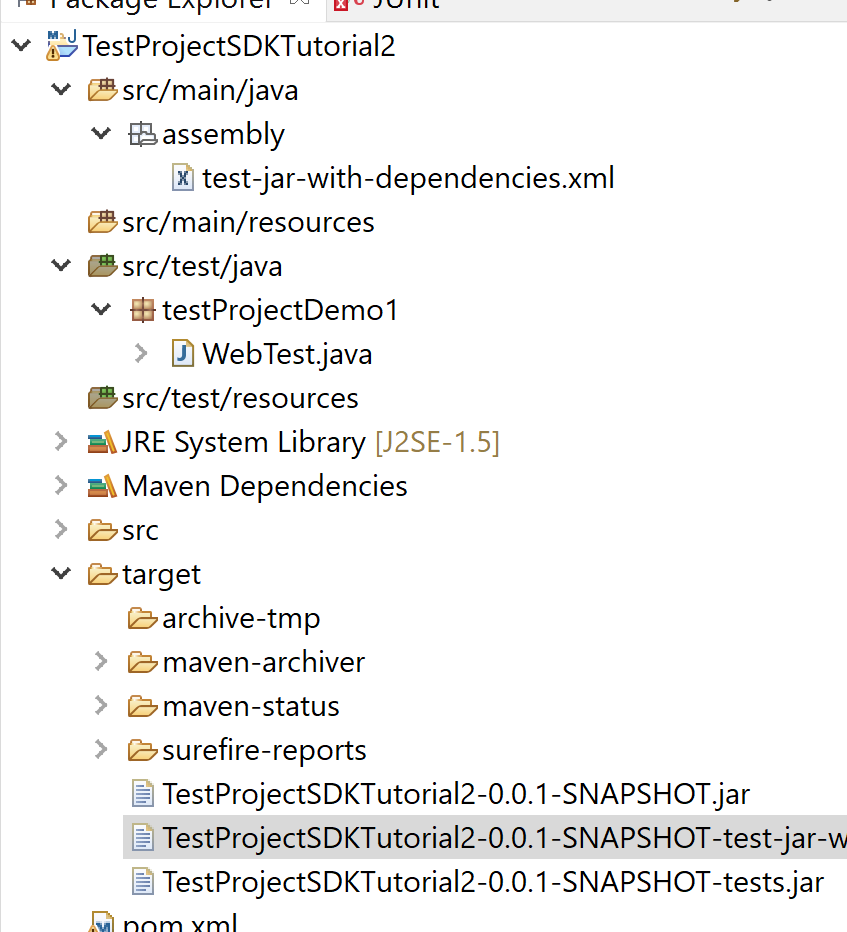 Package Explorer JUnit
TestProjectSDKTutorial2
src/main/java
assembly
test-jar-with-dependencies.xml
src/main/resources
src/test/java
testProjectDemo1
WebTest.java
src/test/resources
JRE System Library [J2SE-1.5]
Maven Dependencies
src
target
archive-tmp
maven-archiver
maven-status
surefire-reports
TestProjectSDKTutorial2-0.0.1-SNAPSHOT.jar
TestProjectSDKTutorial2-0.0.1-SNAPSHOT-test-jar-w
TestProjectSDKTutorial2-0.0.1-SNAPSHOT-tests.jar
pom.xml